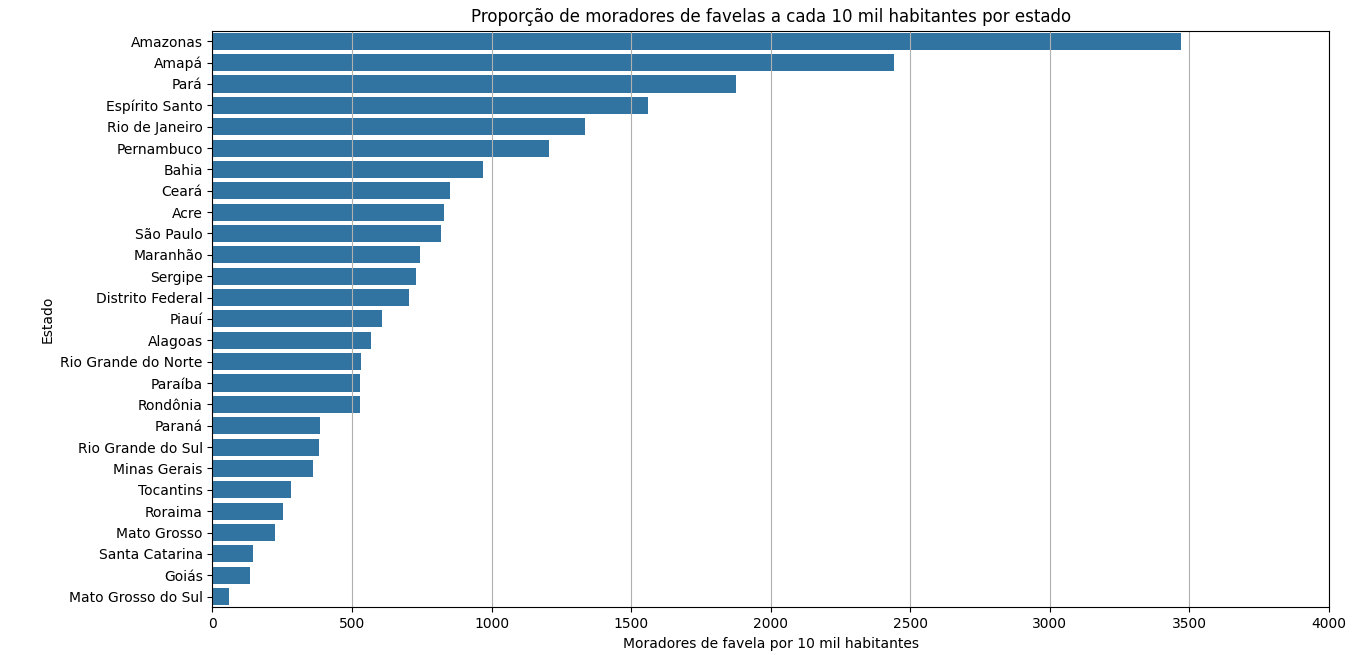 Proporção de moradores de favelas a cada 10 mil habitantes por estado
Amazonas
Amapá
Pará
Espírito Santo
Rio de Janeiro
Pernambuco
Bahia
Ceará
Acre
São Paulo
Maranhão
Sergipe
Distrito Federal
Piauí
Alagoas
Rio Grande do Norte
Paraíba
Rondônia
Paraná
Rio Grande do Sul
Minas Gerais
Tocantins
Roraima
Mato Grosso
Santa Catarina
Goiás
Mato Grosso do Sul
Estado
0 500 1000 1500 2000 2500 3000 3500 4000
Moradores de favela por 10 mil habitantes